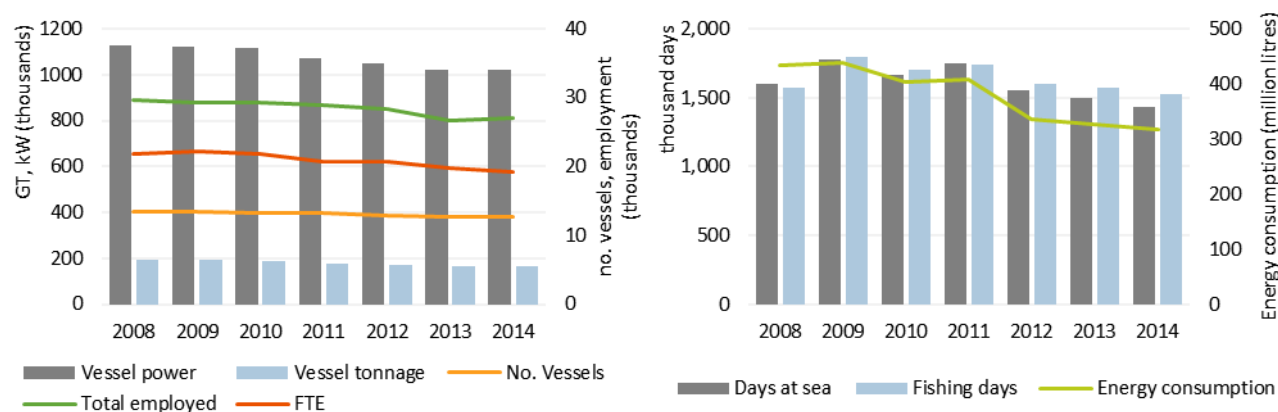 GT, kW (thousands)
1200
1000
800
600
400
200
0
40
30
20
10
0
no. vessels, employment
(thousands)
2008 2009 2010 2011 2012 2013 2014
Vessel power Vessel tonnage No. Vessels
Total employed FTE
thousand days
2,000
1,500
1,000
500
0
500
400
300
200
100
0
Energy consumption (million litres)
2008 2009 2010 2011 2012 2013 2014
Days at sea Fishing days Energy consumption